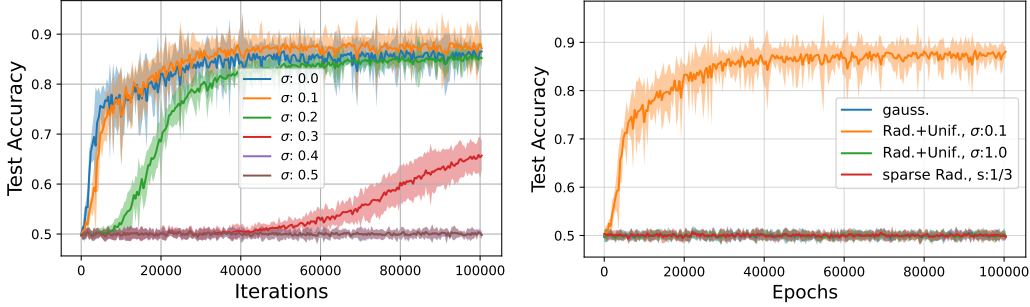 Test Accuracy
0.9
0.8
0.7
0.6
0.5
σ: 0.0
σ: 0.1
σ: 0.2
σ: 0.3
σ: 0.4
σ: 0.5
0 20000 40000 60000 80000 100000
Iterations
Test Accuracy
0.9
0.8
0.7
0.6
0.5
gauss.
Rad.+Unif., σ:0.1
Rad.+Unif., σ:1.0
sparse Rad., s:1/3
0 20000 40000 60000 80000 100000
Epochs